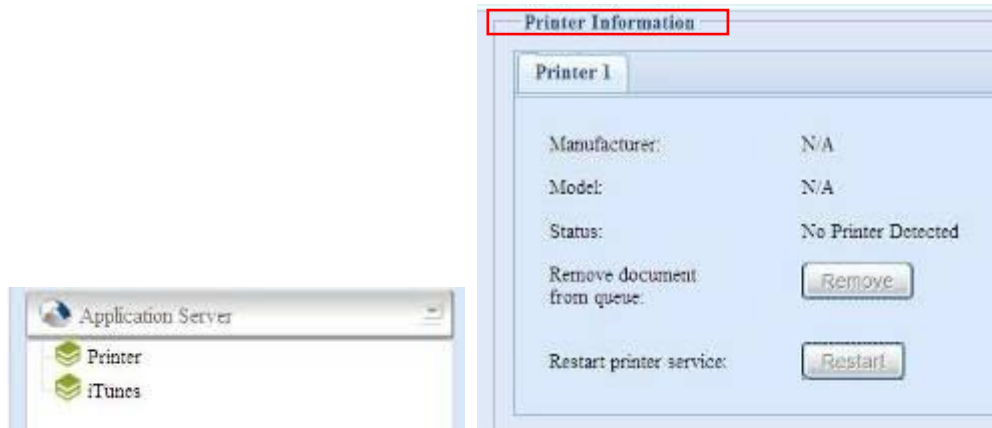 Printer Information
Printer 1
Manufacturer: N/A
Model: N/A
Status: No Printer Detected
Remove document
from queue: Remove
Restart printer service: Restart
Application Server
Printer
iTunes